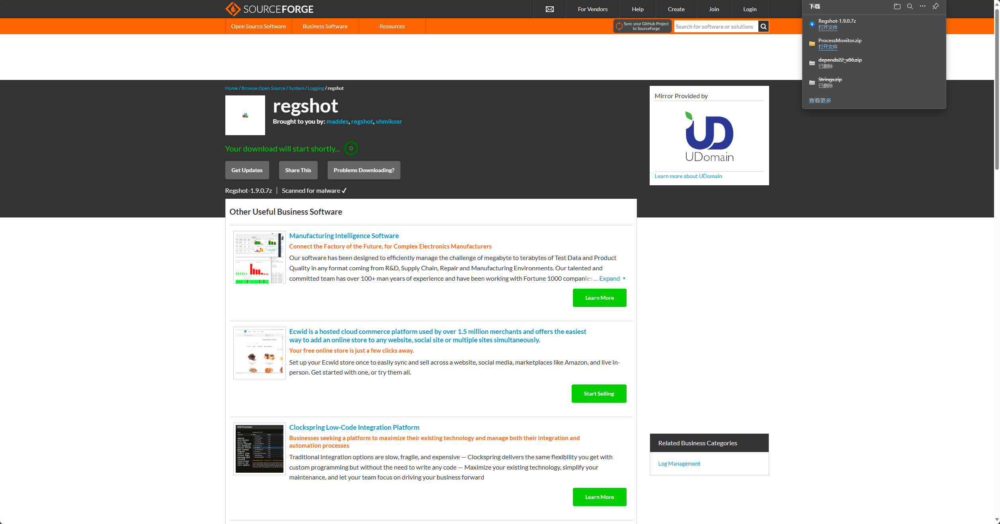 SOURCEFORGE
For Vendors
Help
Create
Join
Login
Open Source Software
Business Software
Resources
Sync your GitHub Project
to SourceForge
Search for software or solutions
下载
Regshot-1.9.0.7z
打开文件
ProcessMonitor.zip
打开文件
depends22_x86.zip
已删除
Strings.zip
已删除
查看更多
Home / Browse Open Source / System / Logging / regshot
regshot
Brought to you by: maddes, regshot, xhmikosr
Your download will start shortly... 0
Get Updates
Share This
Problems Downloading?
Regshot-1.9.0.7z
Scanned for malware ✓
Mirror Provided by
UDomain
Learn more about UDomain
Other Useful Business Software
Manufacturing Intelligence Software
Connect the Factory of the Future, for Complex Electronics Manufacturers
Our software has been designed to efficiently manage the challenge of megabyte to terabytes of Test Data and Product
Quality in any format coming from R&D, Supply Chain, Repair and Manufacturing Environments. Our talented and
committed team has over 100+ man years of experience and have been working with Fortune 1000 companies... Expand
Learn More
Ecwid is a hosted cloud commerce platform used by over 1.5 million merchants and offers the easiest
way to add an online store to any website, social site or multiple sites simultaneously.
Your free online store is just a few clicks away.
Set up your Ecwid store once to easily sync and sell across a website, social media, marketplaces like Amazon, and live in-
person. Get started with one, or try them all.
Start Selling
Add Processor
Clockspring Low-Code Integration Platform
Businesses seeking a platform to maximize their existing technology and manage both their integration and
automation processes
Traditional integration options are slow, fragile, and expensive — Clockspring delivers the same flexibility you get with
custom programming but without the need to write any code — Maximize your existing technology, simplify your
maintenance, and let your team focus on driving your business forward
Learn More
Related Business Categories
Log Management